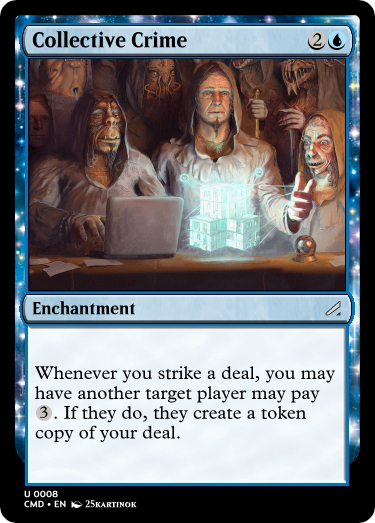 Collective Crime 2
Enchantment
Whenever you strike a deal, you may
have another target player may pay
3. If they do, they create a token
copy of your deal.
U 0008
CMD • EN 25KARTINOK